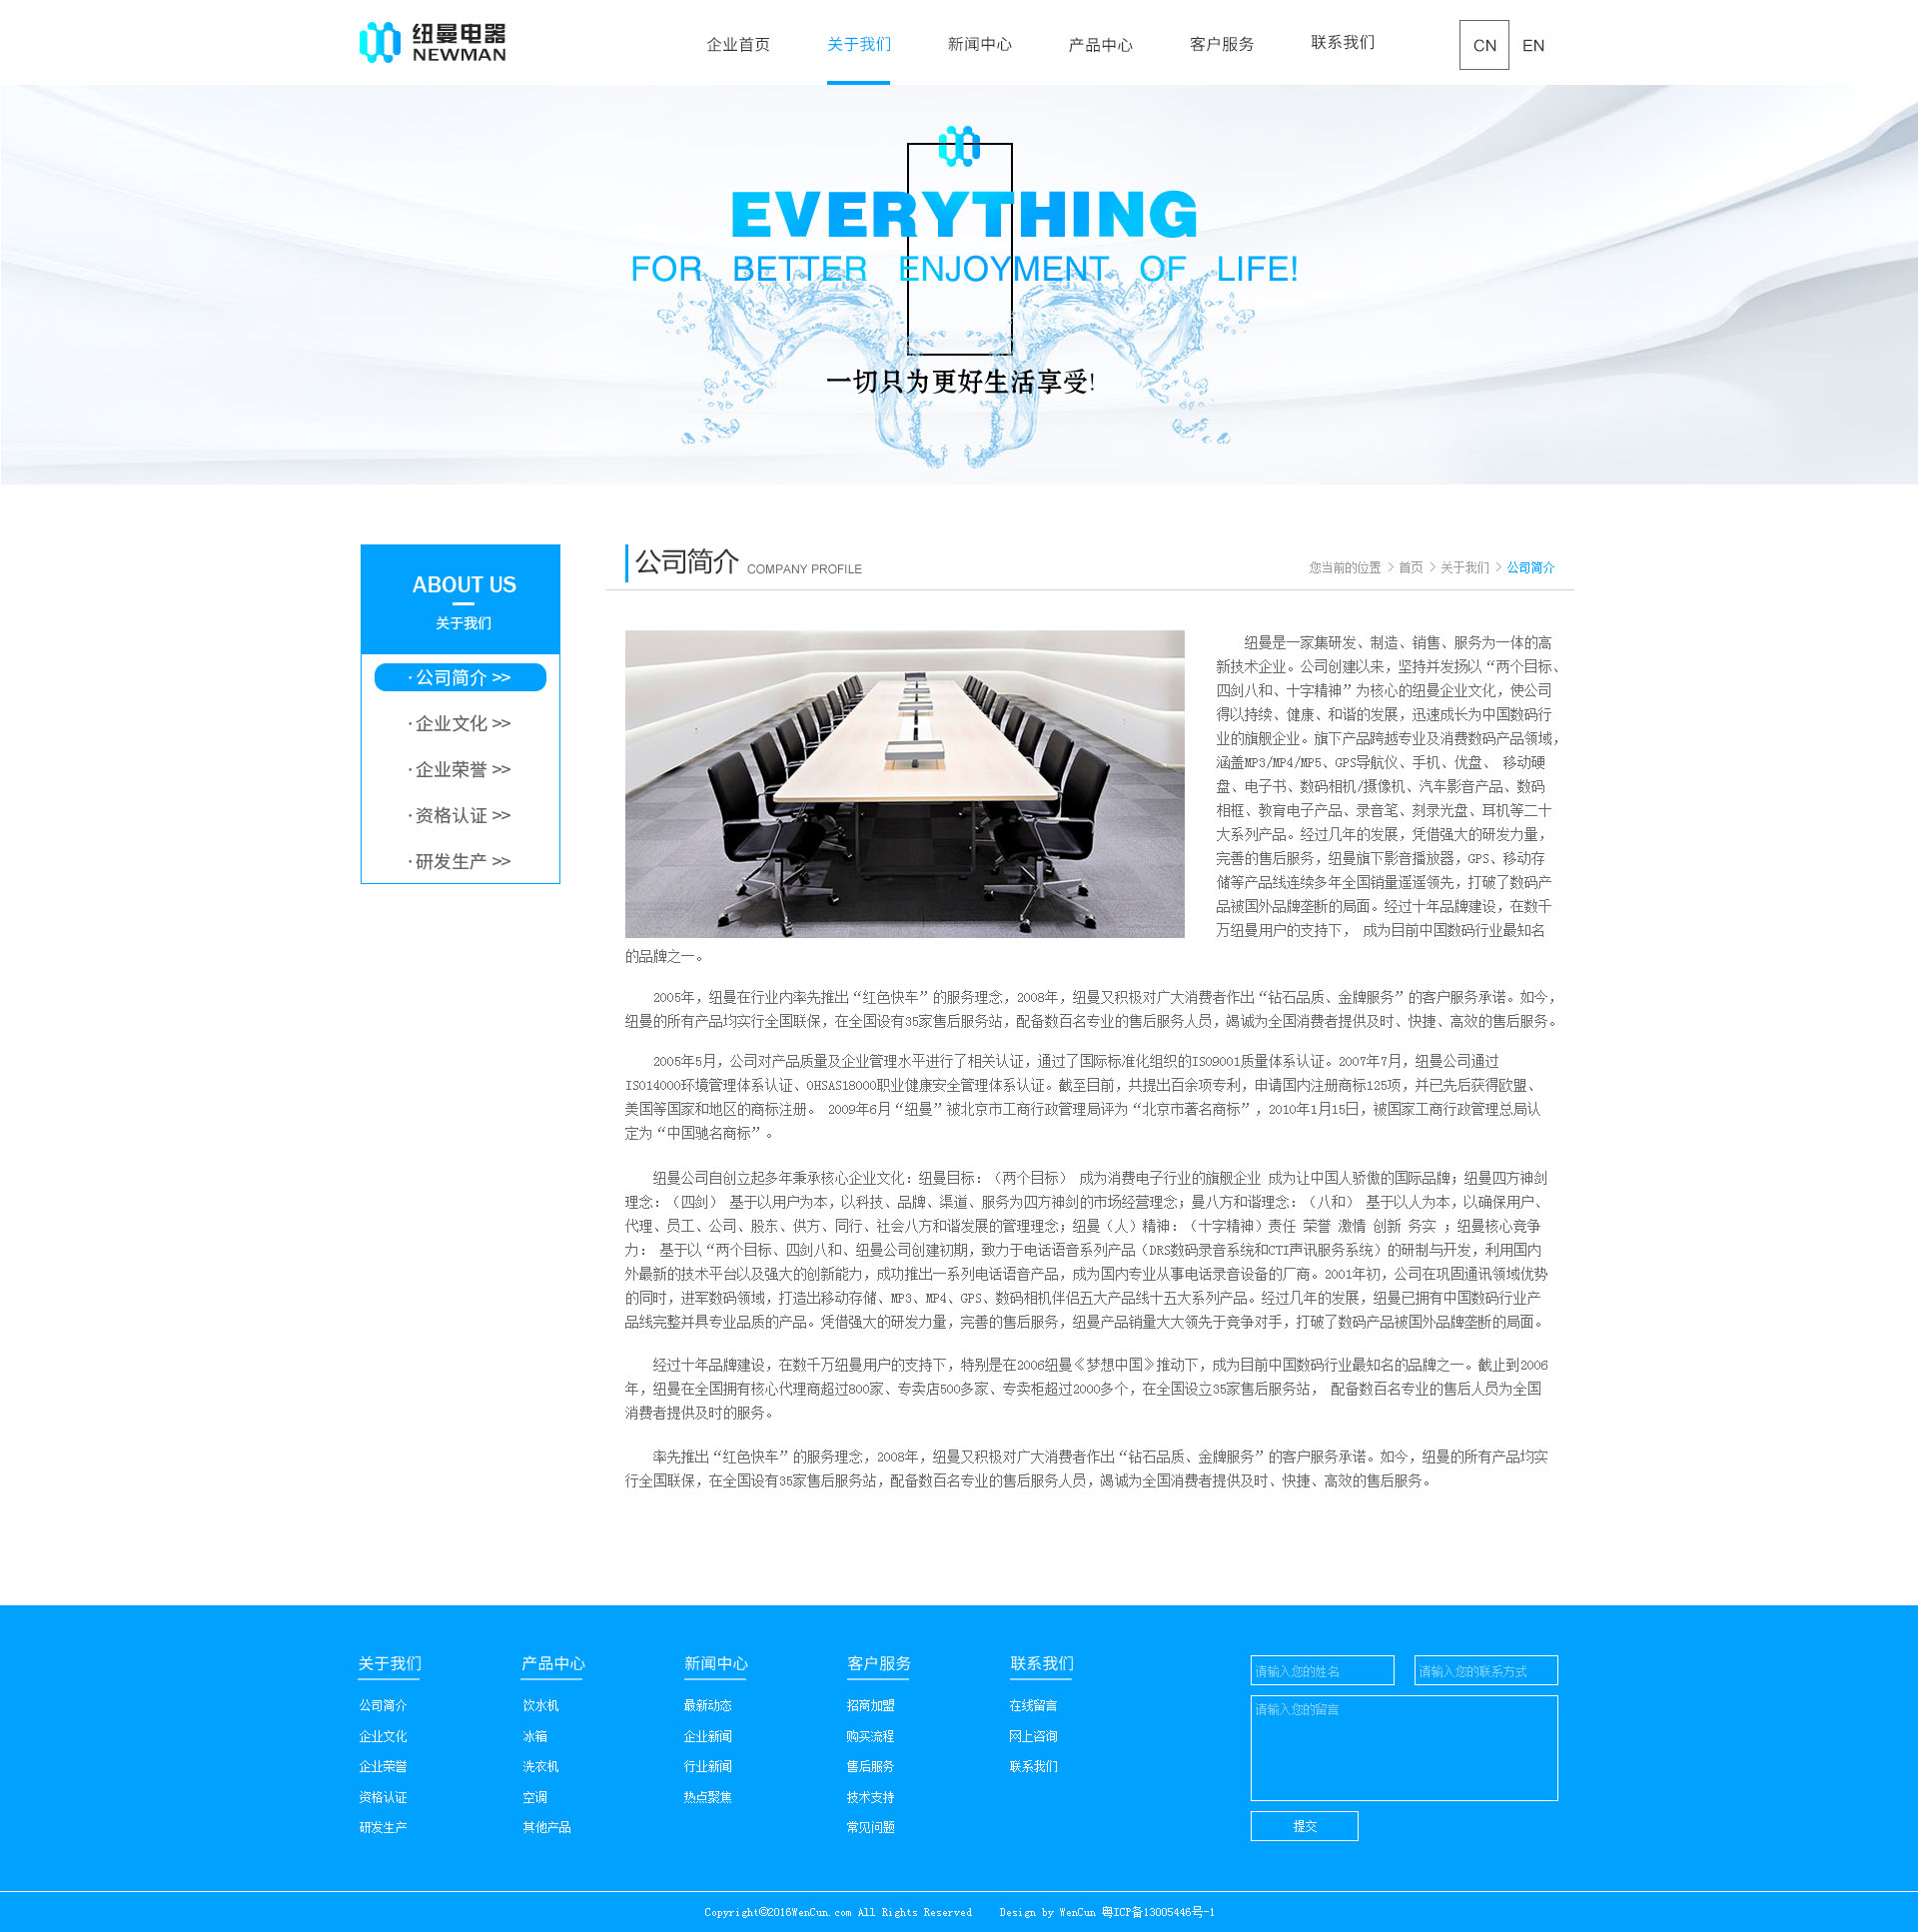 纽曼电器
NEWMAN
企业首页 关于我们 新闻中心 产品中心 客户服务 联系我们 CN EN
EVERYTHING
FOR BETTER ENJOYMENT OF LIFE!
一切只为更好生活享受!
ABOUT US
关于我们
· 公司简介 >>
· 企业文化 >>
· 企业荣誉 >>
· 资格认证 >>
· 研发生产 >>
公司简介 COMPANY PROFILE
您当前的位置 > 首页 > 关于我们 > 公司简介
纽曼是一家集研发、制造、销售、服务为一体的高
新技术企业。公司创建以来，坚持并发扬以“两个目标、
四剑八和、十字精神”为核心的纽曼企业文化，使公司
得以持续、健康、和谐的发展，迅速成长为中国数码行
业的旗舰企业。旗下产品跨越专业及消费数码产品领域，
涵盖MP3/MP4/MP5、GPS导航仪、手机、优盘、 移动硬
盘、电子书、数码相机/摄像机、汽车影音产品、数码
相框、教育电子产品、录音笔、刻录光盘、耳机等二十
大系列产品。经过几年的发展，凭借强大的研发力量，
完善的售后服务，纽曼旗下影音播放器，GPS、移动存
储等产品线连续多年全国销量遥遥领先，打破了数码产
品被国外品牌垄断的局面。经过十年品牌建设，在数千
万纽曼用户的支持下， 成为目前中国数码行业最知名
的品牌之一。
2005年，纽曼在行业内率先推出“红色快车”的服务理念，2008年，纽曼又积极对广大消费者作出“钻石品质、金牌服务”的客户服务承诺。如今，
纽曼的所有产品均实行全国联保，在全国设有35家售后服务站，配备数百名专业的售后服务人员，竭诚为全国消费者提供及时、快捷、高效的售后服务。
2005年5月，公司对产品质量及企业管理水平进行了相关认证，通过了国际标准化组织的ISO9001质量体系认证。2007年7月，纽曼公司通过
ISO14000环境管理体系认证、OHSAS18000职业健康安全管理体系认证。截至目前，共提出百余项专利，申请国内注册商标125项，并已先后获得欧盟、
美国等国家和地区的商标注册。 2009年6月“纽曼”被北京市工商行政管理局评为“北京市著名商标”，2010年1月15日，被国家工商行政管理总局认
定为“中国驰名商标”。
纽曼公司自创立起多年秉承核心企业文化：纽曼目标：（两个目标） 成为消费电子行业的旗舰企业 成为让中国人骄傲的国际品牌；纽曼四方神剑
理念：（四剑） 基于以用户为本，以科技、品牌、渠道、服务为四方神剑的市场经营理念；曼八方和谐理念：（八和） 基于以人为本，以确保用户、
代理、员工、公司、股东、供方、同行、社会八方和谐发展的管理理念；纽曼（人）精神：（十字精神）责任 荣誉 激情 创新 务实 ；纽曼核心竞争
力： 基于以“两个目标、四剑八和、纽曼公司创建初期，致力于电话语音系列产品（DRS数码录音系统和CTI声讯服务系统）的研制与开发，利用国内
外最新的技术平台以及强大的创新能力，成功推出一系列电话语音产品，成为国内专业从事电话录音设备的厂商。2001年初，公司在巩固通讯领域优势
的同时，进军数码领域，打造出移动存储、MP3、MP4、GPS、数码相机伴侣五大产品线十五大系列产品。经过几年的发展，纽曼已拥有中国数码行业产
品线完整并具专业品质的产品。凭借强大的研发力量，完善的售后服务，纽曼产品销量大大领先于竞争对手，打破了数码产品被国外品牌垄断的局面。
经过十年品牌建设，在数千万纽曼用户的支持下，特别是在2006纽曼《梦想中国》推动下，成为目前中国数码行业最知名的品牌之一。截止到2006
年，纽曼在全国拥有核心代理商超过800家、专卖店500多家、专卖柜超过2000多个，在全国设立35家售后服务站， 配备数百名专业的售后人员为全国
消费者提供及时的服务。
率先推出“红色快车”的服务理念，2008年，纽曼又积极对广大消费者作出“钻石品质、金牌服务”的客户服务承诺。如今，纽曼的所有产品均实
行全国联保，在全国设有35家售后服务站，配备数百名专业的售后服务人员，竭诚为全国消费者提供及时、快捷、高效的售后服务。
关于我们 产品中心 新闻中心 客户服务 联系我们
公司简介 饮水机 最新动态 招商加盟 在线留言
企业文化 冰箱 企业新闻 购买流程 网上咨询
企业荣誉 洗衣机 行业新闻 售后服务 联系我们
资格认证 空调 热点聚焦 技术支持
研发生产 其他产品 常见问题
请输入您的姓名 请输入您的联系方式
请输入您的留言
提交
Copyright©2016WenCun.com All Rights Reserved Design by WenCun 粤ICP备13005446号-1